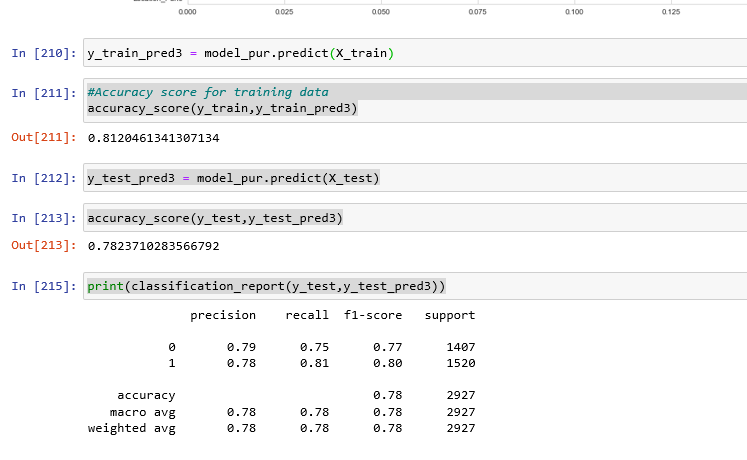 0.000 0.025 0.050 0.075 0.100 0.125
In [210]: y_train_pred3 = model_pur.predict(X_train)
In [211]: #Accuracy score for training data
accuracy_score(y_train,y_train_pred3)
Out[211]: 0.8120461341307134
In [212]: y_test_pred3 = model_pur.predict(X_test)
In [213]: accuracy_score(y_test,y_test_pred3)
Out[213]: 0.7823710283566792
In [215]: print(classification_report(y_test,y_test_pred3))
precision recall f1-score support
0 0.79 0.75 0.77 1407
1 0.78 0.81 0.80 1520
accuracy 0.78 2927
macro avg 0.78 0.78 0.78 2927
weighted avg 0.78 0.78 0.78 2927